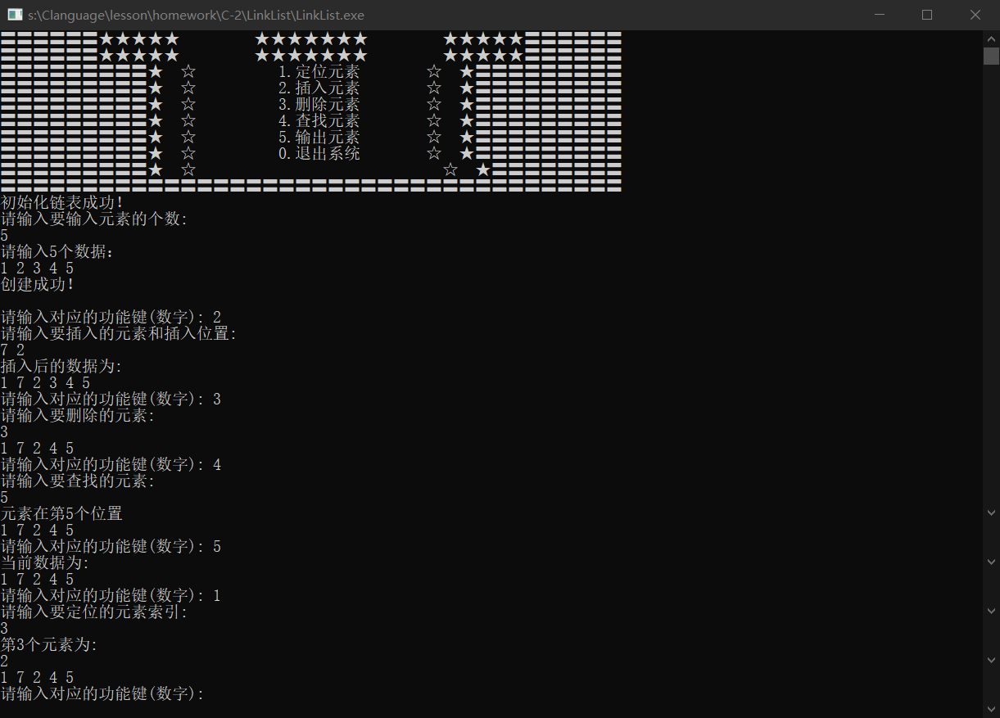 s:\Clanguage\lesson\homework\C-2\LinkList\LinkList.exe
〓〓〓〓〓〓★★★★★ ★★★★★★★ ★★★★★〓〓〓〓〓〓
〓〓〓〓〓〓★★★★★ ★★★★★★★ ★★★★★〓〓〓〓〓〓
〓〓〓〓〓〓〓〓〓★ ☆ 1.定位元素 ☆ ★〓〓〓〓〓〓〓〓〓
〓〓〓〓〓〓〓〓〓★ ☆ 2.插入元素 ☆ ★〓〓〓〓〓〓〓〓〓
〓〓〓〓〓〓〓〓〓★ ☆ 3.删除元素 ☆ ★〓〓〓〓〓〓〓〓〓
〓〓〓〓〓〓〓〓〓★ ☆ 4.查找元素 ☆ ★〓〓〓〓〓〓〓〓〓
〓〓〓〓〓〓〓〓〓★ ☆ 5.输出元素 ☆ ★〓〓〓〓〓〓〓〓〓
〓〓〓〓〓〓〓〓〓★ ☆ 0.退出系统 ☆ ★〓〓〓〓〓〓〓〓〓
〓〓〓〓〓〓〓〓〓★ ☆ ☆ ★〓〓〓〓〓〓〓〓
〓〓〓〓〓〓〓〓〓〓〓〓〓〓〓〓〓〓〓〓〓〓〓〓〓〓〓〓〓〓〓〓〓〓〓〓〓〓
初始化链表成功!
请输入要输入元素的个数:
5
请输入5个数据：
1 2 3 4 5
创建成功!
请输入对应的功能键(数字): 2
请输入要插入的元素和插入位置:
7 2
插入后的数据为:
1 7 2 3 4 5
请输入对应的功能键(数字): 3
请输入要删除的元素:
3
1 7 2 4 5
请输入对应的功能键(数字): 4
请输入要查找的元素:
5
元素在第5个位置
1 7 2 4 5
请输入对应的功能键(数字): 5
当前数据为:
1 7 2 4 5
请输入对应的功能键(数字): 1
请输入要定位的元素索引:
3
第3个元素为:
2
1 7 2 4 5
请输入对应的功能键(数字):